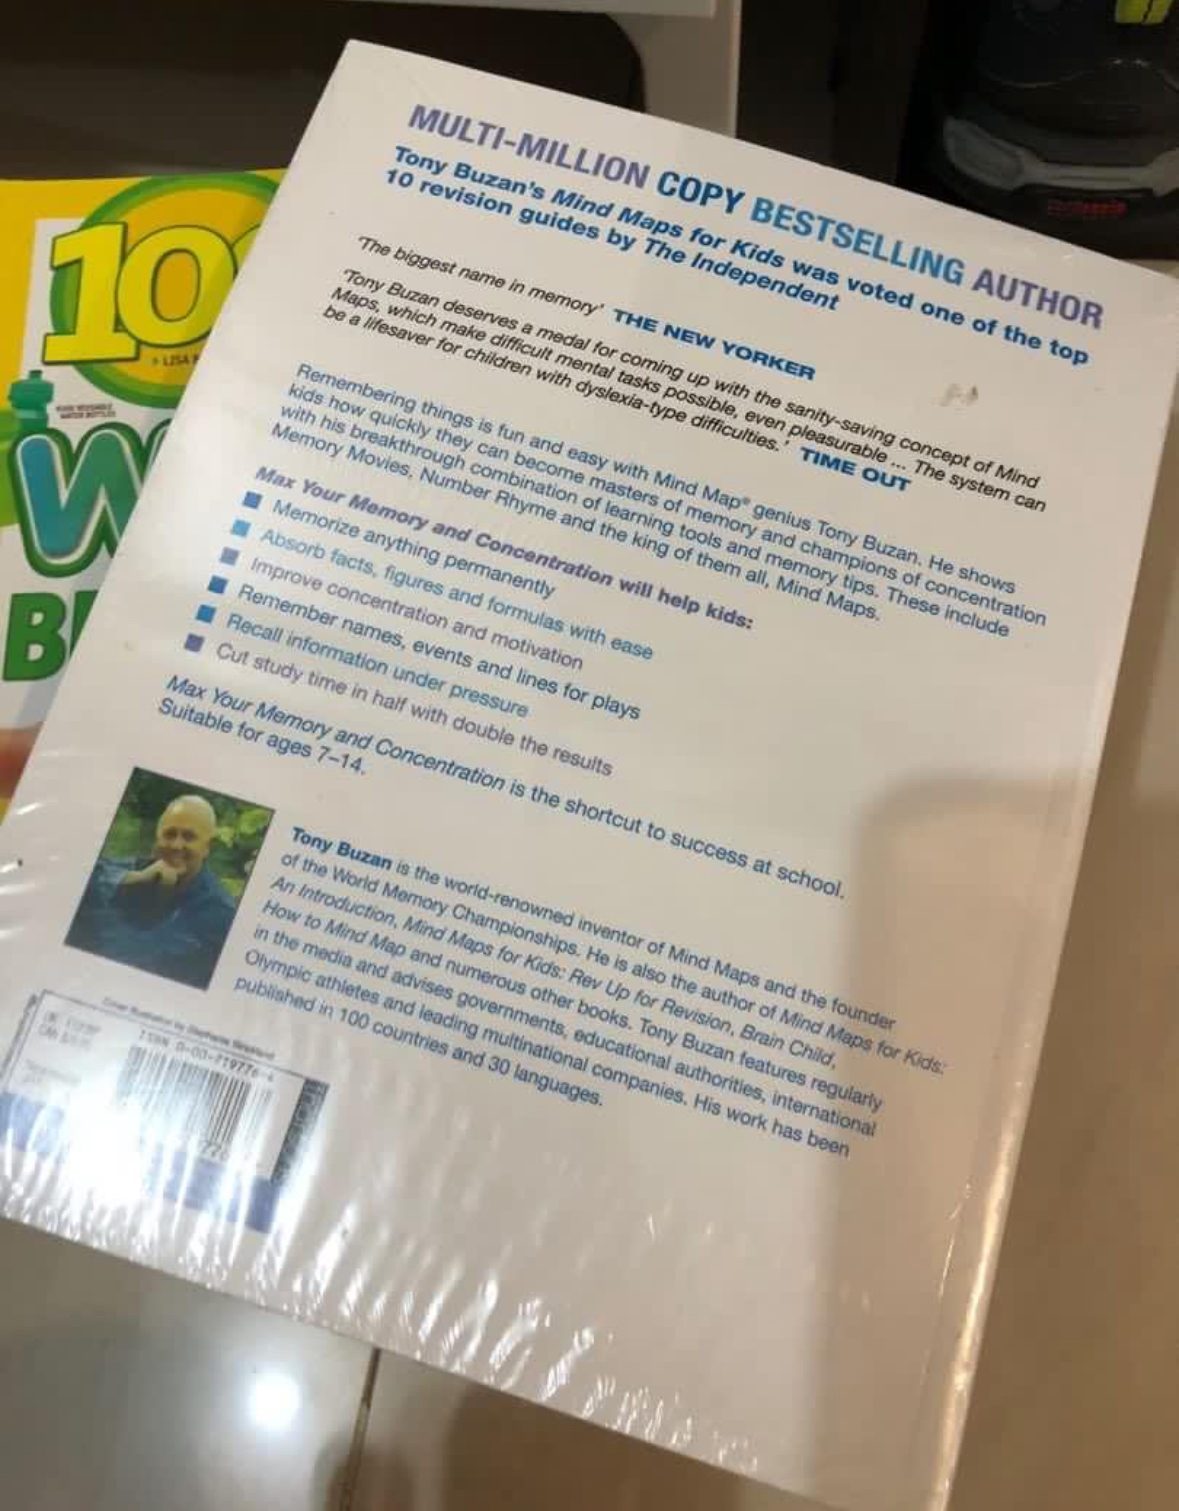 MULTI-MILLION COPY BESTSELLING AUTHOR
Tony Buzan's Mind Maps for Kids was voted one of the top
10 revision guides by The Independent
'The biggest name in memory' THE NEW YORKER
'Tony Buzan deserves a medal for coming up with the sanity-saving concept of Mind
Maps, which make difficult mental tasks possible, even pleasurable ... The system can
be a lifesaver for children with dyslexia-type difficulties.' TIME OUT
Remembering things is fun and easy with Mind Map® genius Tony Buzan. He shows
kids how quickly they can become masters of memory and champions of concentration
with his breakthrough combination of learning tools and memory tips. These include
Memory Movies, Number Rhyme and the king of them all, Mind Maps.
Max Your Memory and Concentration will help kids:
Memorize anything permanently
Absorb facts, figures and formulas with ease
Improve concentration and motivation
Remember names, events and lines for plays
Recall information under pressure
Cut study time in half with double the results
Max Your Memory and Concentration is the shortcut to success at school.
Suitable for ages 7–14.
Tony Buzan is the world-renowned inventor of Mind Maps and the founder
of the World Memory Championships. He is also the author of Mind Maps for Kids:
An Introduction, Mind Maps for Kids: Rev Up for Revision, Brain Child,
How to Mind Map and numerous other books. Tony Buzan features regularly
in the media and advises governments, educational authorities, international
Olympic athletes and leading multinational companies. His work has been
published in 100 countries and 30 languages.
ISBN 0-00-719776-
10
LISA
W
B